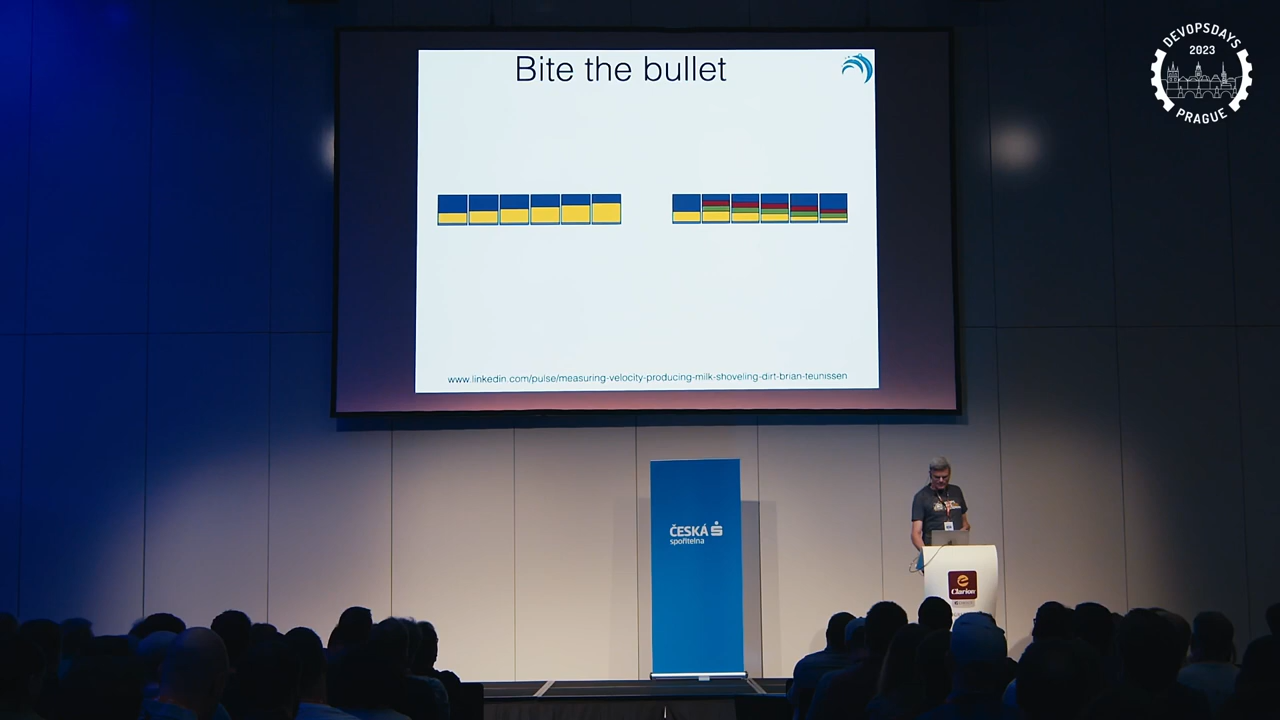 Bite the bullet
www.linkedin.com/pulse/measuring-velocity-producing-milk-shoveling-dirt-brian-teunissen
DEVOPSDAYS
2023
PRAGUE
ČESKÁ
spořitelna
Clarion